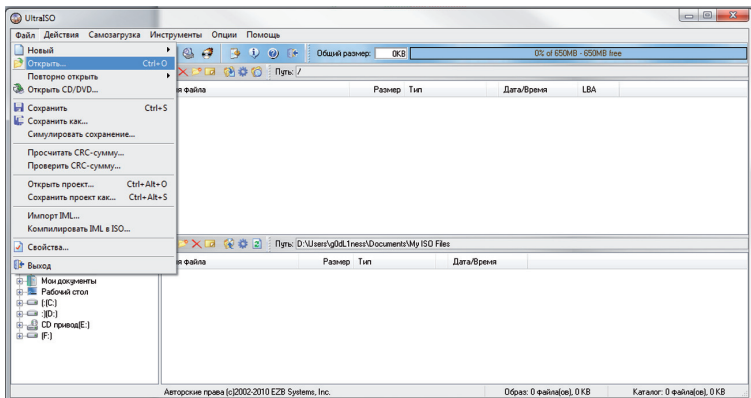 UltraISO
Файл Действия Самозагрузка Инструменты Опции Помощь
Новый
Открыть... Ctrl+O
Повторно открыть
Открыть CD/DVD...
Сохранить Ctrl+S
Сохранить как...
Симулировать сохранение...
Просчитать CRC-сумму...
Проверить CRC-сумму...
Открыть проект... Ctrl+Alt+O
Сохранить проект как... Ctrl+Alt+S
Импорт IML...
Компилировать IML в ISO...
Свойства...
Выход
Общий размер: 0KB 0% of 650MB - 650MB free
Путь: /
файла Размер Тип Дата/Время LBA
Путь: D:\Users\g0dL1ness\Documents\My ISO Files
файла Размер Тип Дата/Время
Мои документы
Рабочий стол
(:(C:)
:)(D:)
CD привод(E:)
(F:)
Авторские права (c)2002-2010 EZB Systems, Inc. Образ: 0 файла(ов), 0 KB Каталог: 0 файла(ов), 0 KB